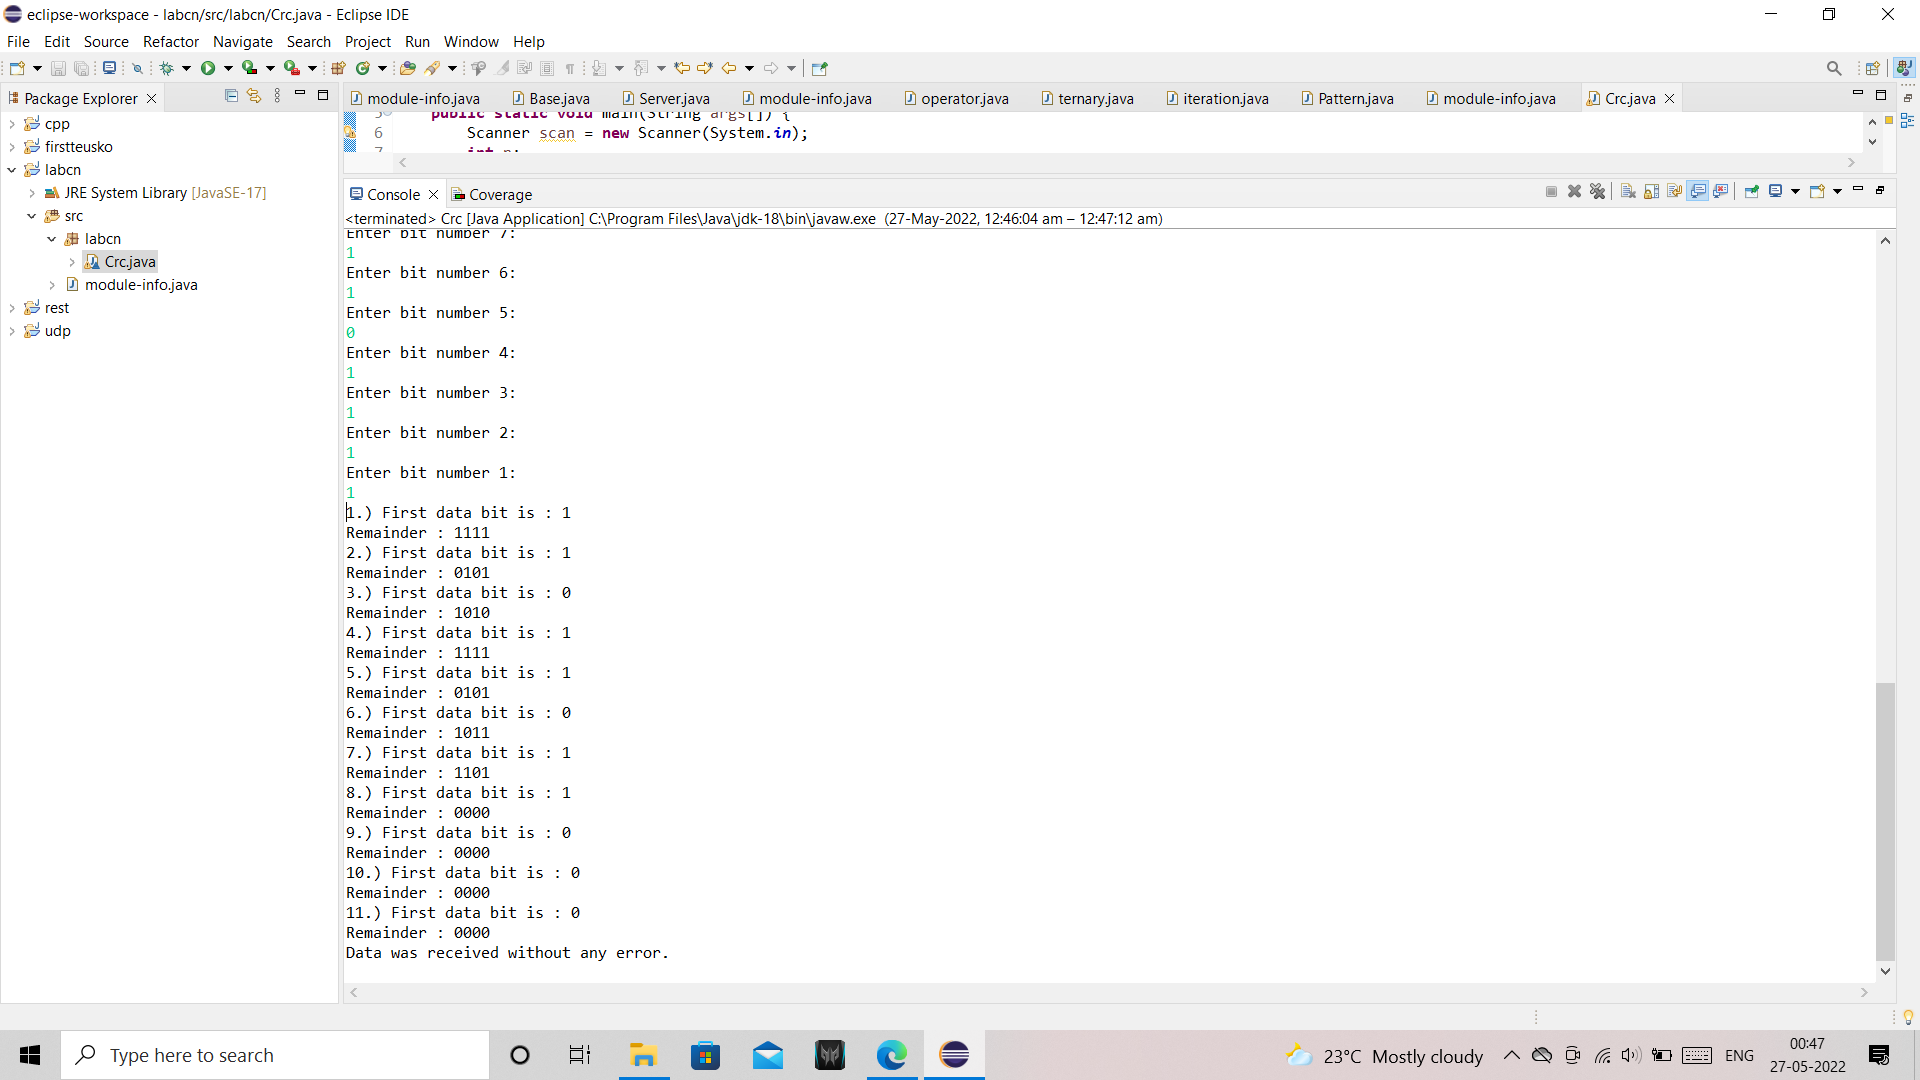 eclipse-workspace - labcn/src/labcn/Crc.java - Eclipse IDE
File Edit Source Refactor Navigate Search Project Run Window Help
Package Explorer
cpp
firstteusko
labcn
JRE System Library [JavaSE-17]
src
labcn
Crc.java
module-info.java
rest
udp
module-info.java Base.java Server.java module-info.java operator.java ternary.java iteration.java Pattern.java module-info.java Crc.java
5 public static void main(String args[]) {
6 Scanner scan = new Scanner(System.in);
7 int n;
Console Coverage
<terminated> Crc [Java Application] C:\Program Files\Java\jdk-18\bin\javaw.exe (27-May-2022, 12:46:04 am – 12:47:12 am)
Enter bit number 7:
1
Enter bit number 6:
1
Enter bit number 5:
0
Enter bit number 4:
1
Enter bit number 3:
1
Enter bit number 2:
1
Enter bit number 1:
1
1.) First data bit is : 1
Remainder : 1111
2.) First data bit is : 1
Remainder : 0101
3.) First data bit is : 0
Remainder : 1010
4.) First data bit is : 1
Remainder : 1111
5.) First data bit is : 1
Remainder : 0101
6.) First data bit is : 0
Remainder : 1011
7.) First data bit is : 1
Remainder : 1101
8.) First data bit is : 1
Remainder : 0000
9.) First data bit is : 0
Remainder : 0000
10.) First data bit is : 0
Remainder : 0000
11.) First data bit is : 0
Remainder : 0000
Data was received without any error.
Type here to search
23°C Mostly cloudy
ENG
00:47
27-05-2022